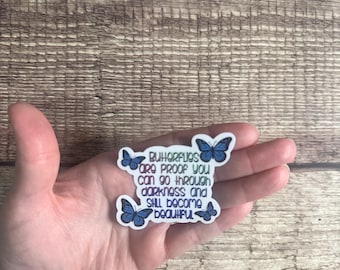 BUTTERFLIES
ARE PROOF YOU
CAN GO THROUGH
DARKNESS AND
STILL BECOME
BEAUTIFUL